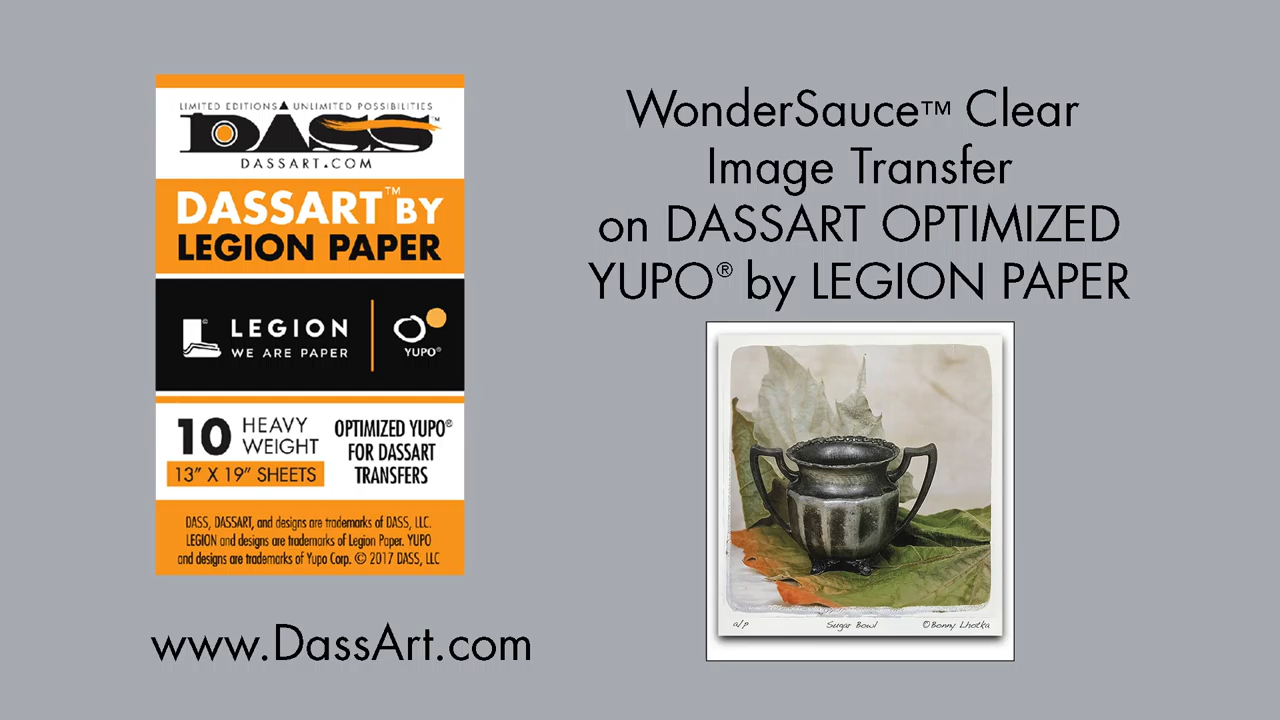 LIMITED EDITIONS▲UNLIMITED POSSIBILITIES
DASS™
DASSART.COM
DASSART™ BY
LEGION PAPER
LEGION
WE ARE PAPER
YUPO®
10 HEAVY
WEIGHT
13” X 19” SHEETS
OPTIMIZED YUPO®
FOR DASSART
TRANSFERS
DASS, DASSART, and designs are trademarks of DASS, LLC.
LEGION and designs are trademarks of Legion Paper. YUPO
and designs are trademarks of Yupo Corp. © 2017 DASS, LLC
www.DassArt.com
WonderSauce™ Clear
Image Transfer
on DASSART OPTIMIZED
YUPO® by LEGION PAPER
a/p Sugar Bowl ©Bonny Lhotka